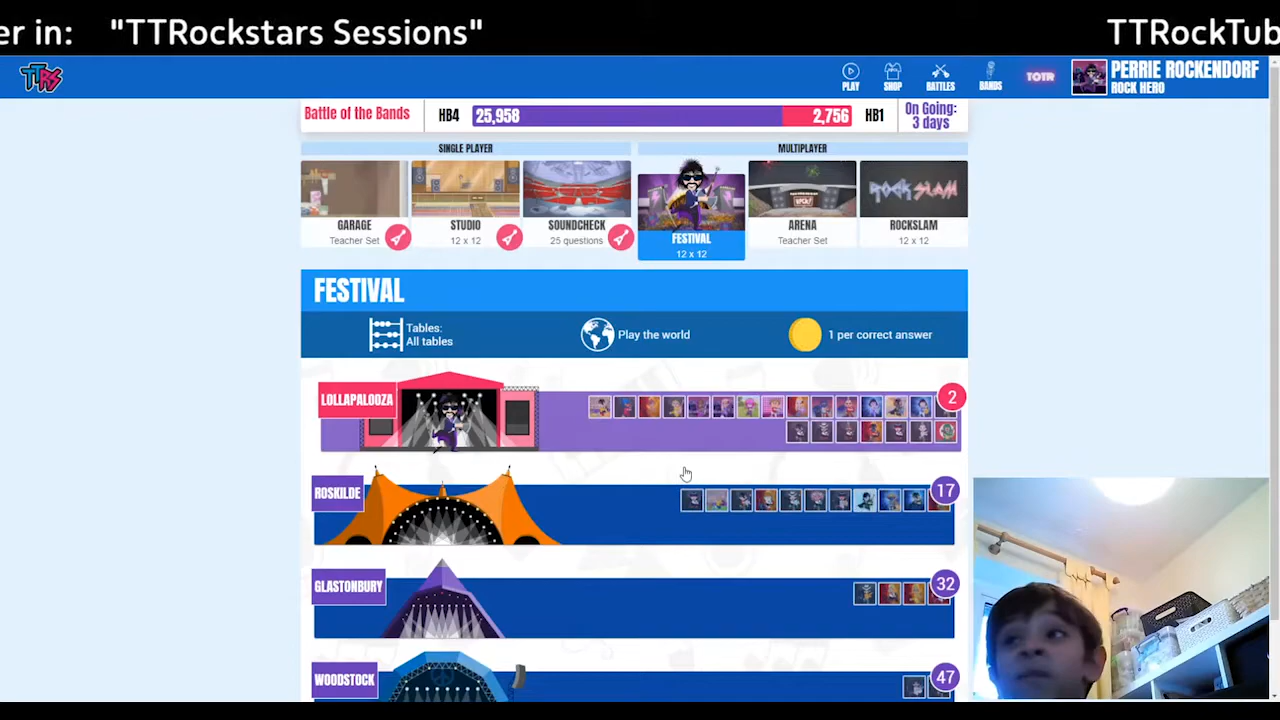 er in: "TTRockstars Sessions" TTRockTub
TTRS
PLAY SHOP BATTLES BANDS TOTR PERRIE ROCKENDORF
ROCK HERO
Battle of the Bands HB4 25,958 2,756 HB1 On Going:
3 days
SINGLE PLAYER MULTIPLAYER
ROCK SLAM
GARAGE STUDIO SOUNDCHECK FESTIVAL ARENA ROCKSLAM
Teacher Set 12 x 12 25 questions 12 x 12 Teacher Set 12 x 12
FESTIVAL
Tables:
All tables
Play the world
1 per correct answer
LOLLAPALOOZA 2
ROSKILDE 17
GLASTONBURY 32
WOODSTOCK 47